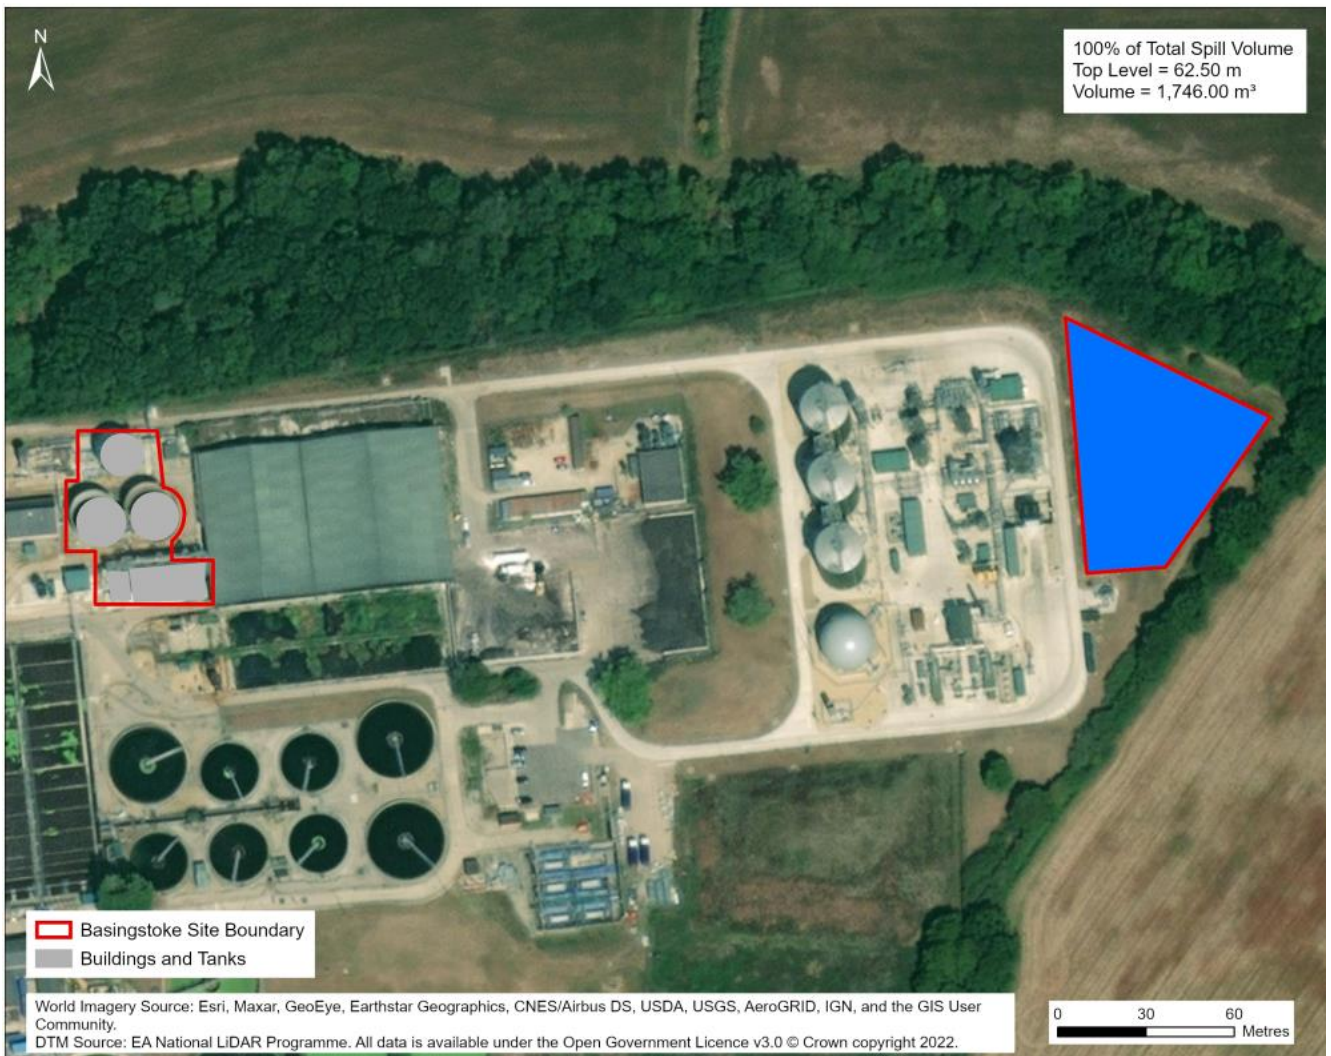 N
100% of Total Spill Volume
Top Level = 62.50 m
Volume = 1,746.00 m³
Basingstoke Site Boundary
Buildings and Tanks
World Imagery Source: Esri, Maxar, GeoEye, Earthstar Geographics, CNES/Airbus DS, USDA, USGS, AeroGRID, IGN, and the GIS User
Community.
DTM Source: EA National LiDAR Programme. All data is available under the Open Government Licence v3.0 © Crown copyright 2022.
0 30 60
Metres